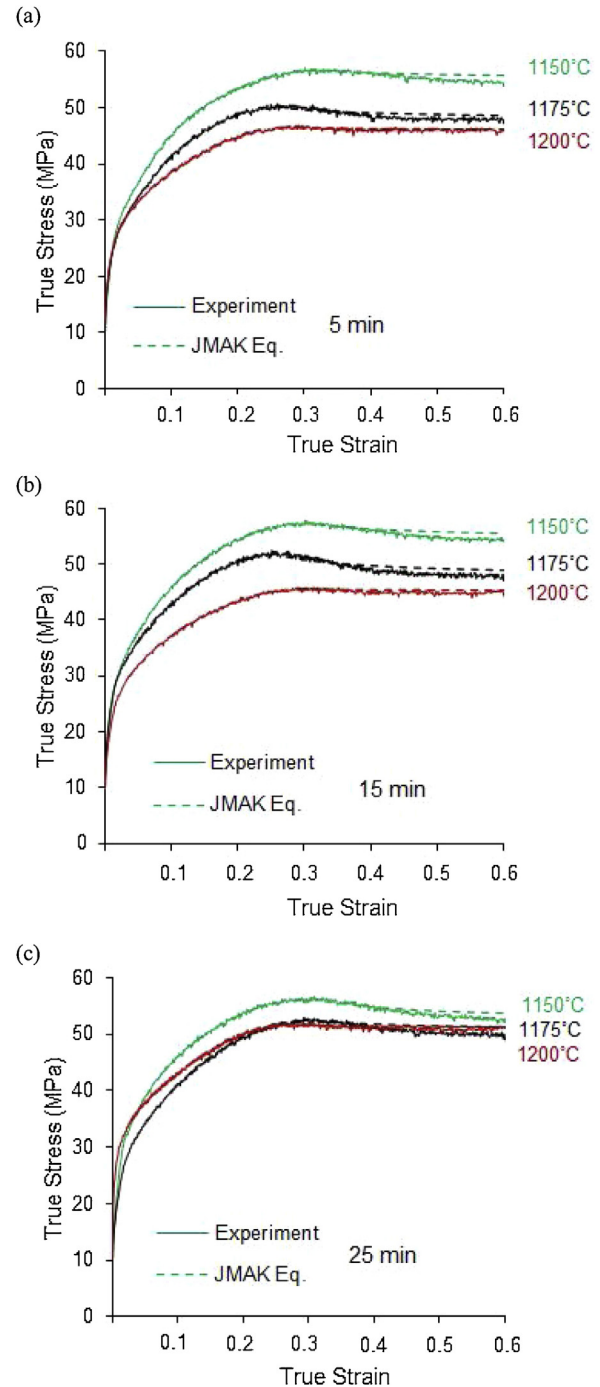 (a)
60
50
40
30
20
10
0
True Stress (MPa)
1150°C
1175°C
1200°C
Experiment
JMAK Eq.
5 min
0.1 0.2 0.3 0.4 0.5 0.6
True Strain
(b)
60
50
40
30
20
10
0
True Stress (MPa)
1150°C
1175°C
1200°C
Experiment
JMAK Eq.
15 min
0.1 0.2 0.3 0.4 0.5 0.6
True Strain
(c)
60
50
40
30
20
10
0
True Stress (MPa)
1150°C
1175°C
1200°C
Experiment
JMAK Eq.
25 min
0.1 0.2 0.3 0.4 0.5 0.6
True Strain